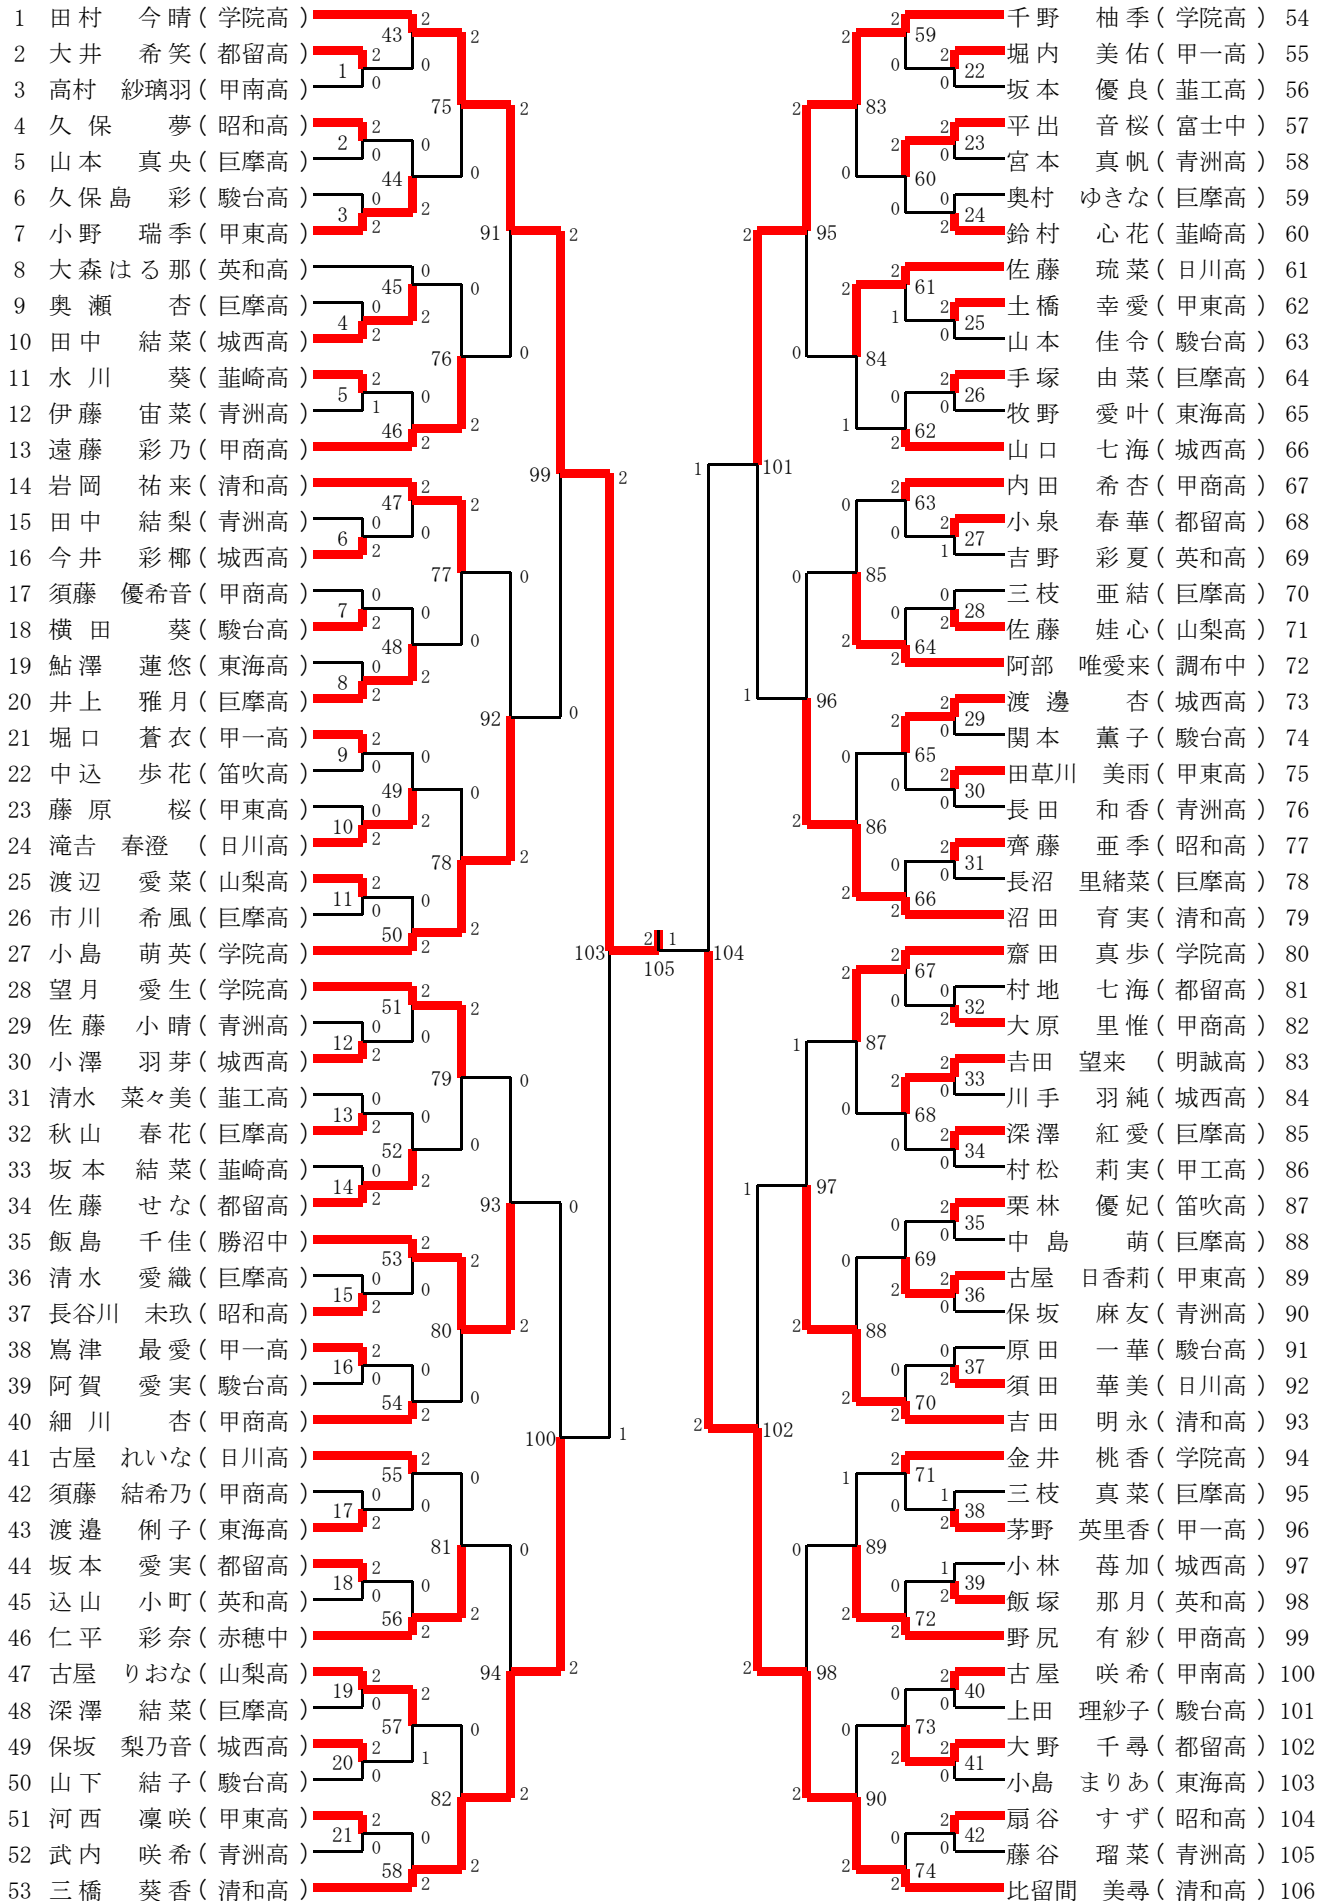 1 田村 今晴 ( 学院高 )
2 大井 希笑 ( 都留高 )
3 高村 紗璃羽 ( 甲南高 )
4 久保 夢 ( 昭和高 )
5 山本 真央 ( 巨摩高 )
6 久保島 彩 ( 駿台高 )
7 小野 瑞季 ( 甲東高 )
8 大森はる那 ( 英和高 )
9 奥瀬 杏 ( 巨摩高 )
10 田中 結菜 ( 城西高 )
11 水川 葵 ( 韮崎高 )
12 伊藤 宙菜 ( 青洲高 )
13 遠藤 彩乃 ( 甲商高 )
14 岩岡 祐来 ( 清和高 )
15 田中 結梨 ( 青洲高 )
16 今井 彩梛 ( 城西高 )
17 須藤 優希音 ( 甲商高 )
18 横田 葵 ( 駿台高 )
19 鮎澤 蓮悠 ( 東海高 )
20 井上 雅月 ( 巨摩高 )
21 堀口 蒼衣 ( 甲一高 )
22 中込 歩花 ( 笛吹高 )
23 藤原 桜 ( 甲東高 )
24 滝吉 春澄 ( 日川高 )
25 渡辺 愛菜 ( 山梨高 )
26 市川 希風 ( 巨摩高 )
27 小島 萌英 ( 学院高 )
28 望月 愛生 ( 学院高 )
29 佐藤 小晴 ( 青洲高 )
30 小澤 羽芽 ( 城西高 )
31 清水 菜々美 ( 韮工高 )
32 秋山 春花 ( 巨摩高 )
33 坂本 結菜 ( 韮崎高 )
34 佐藤 せな ( 都留高 )
35 飯島 千佳 ( 勝沼中 )
36 清水 愛織 ( 巨摩高 )
37 長谷川 未玖 ( 昭和高 )
38 嶌津 最愛 ( 甲一高 )
39 阿賀 愛実 ( 駿台高 )
40 細川 杏 ( 甲商高 )
41 古屋 れいな ( 日川高 )
42 須藤 結希乃 ( 甲商高 )
43 渡邉 俐子 ( 東海高 )
44 坂本 愛実 ( 都留高 )
45 込山 小町 ( 英和高 )
46 仁平 彩奈 ( 赤穂中 )
47 古屋 りおな ( 山梨高 )
48 深澤 結菜 ( 巨摩高 )
49 保坂 梨乃音 ( 城西高 )
50 山下 結子 ( 駿台高 )
51 河西 凜咲 ( 甲東高 )
52 武内 咲希 ( 青洲高 )
53 三橋 葵香 ( 清和高 )
千野 柚季 ( 学院高 ) 54
堀内 美佑 ( 甲一高 ) 55
坂本 優良 ( 韮工高 ) 56
平出 音桜 ( 富士中 ) 57
宮本 真帆 ( 青洲高 ) 58
奥村 ゆきな ( 巨摩高 ) 59
鈴村 心花 ( 韮崎高 ) 60
佐藤 琉菜 ( 日川高 ) 61
土橋 幸愛 ( 甲東高 ) 62
山本 佳令 ( 駿台高 ) 63
手塚 由菜 ( 巨摩高 ) 64
牧野 愛叶 ( 東海高 ) 65
山口 七海 ( 城西高 ) 66
内田 希杏 ( 甲商高 ) 67
小泉 春華 ( 都留高 ) 68
吉野 彩夏 ( 英和高 ) 69
三枝 亜結 ( 巨摩高 ) 70
佐藤 娃心 ( 山梨高 ) 71
阿部 唯愛来 ( 調布中 ) 72
渡邊 杏 ( 城西高 ) 73
関本 薫子 ( 駿台高 ) 74
田草川 美雨 ( 甲東高 ) 75
長田 和香 ( 青洲高 ) 76
齊藤 亜季 ( 昭和高 ) 77
長沼 里緒菜 ( 巨摩高 ) 78
沼田 育実 ( 清和高 ) 79
齋田 真歩 ( 学院高 ) 80
村地 七海 ( 都留高 ) 81
大原 里惟 ( 甲商高 ) 82
吉田 望来 ( 明誠高 ) 83
川手 羽純 ( 城西高 ) 84
深澤 紅愛 ( 巨摩高 ) 85
村松 莉実 ( 甲工高 ) 86
栗林 優妃 ( 笛吹高 ) 87
中島 萌 ( 巨摩高 ) 88
古屋 日香莉 ( 甲東高 ) 89
保坂 麻友 ( 青洲高 ) 90
原田 一華 ( 駿台高 ) 91
須田 華美 ( 日川高 ) 92
吉田 明永 ( 清和高 ) 93
金井 桃香 ( 学院高 ) 94
三枝 真菜 ( 巨摩高 ) 95
茅野 英里香 ( 甲一高 ) 96
小林 苺加 ( 城西高 ) 97
飯塚 那月 ( 英和高 ) 98
野尻 有紗 ( 甲商高 ) 99
古屋 咲希 ( 甲南高 ) 100
上田 理紗子 ( 駿台高 ) 101
大野 千尋 ( 都留高 ) 102
小島 まりあ ( 東海高 ) 103
扇谷 すず ( 昭和高 ) 104
藤谷 瑠菜 ( 青洲高 ) 105
比留間 美尋 ( 清和高 ) 106
103 2 1 104
105